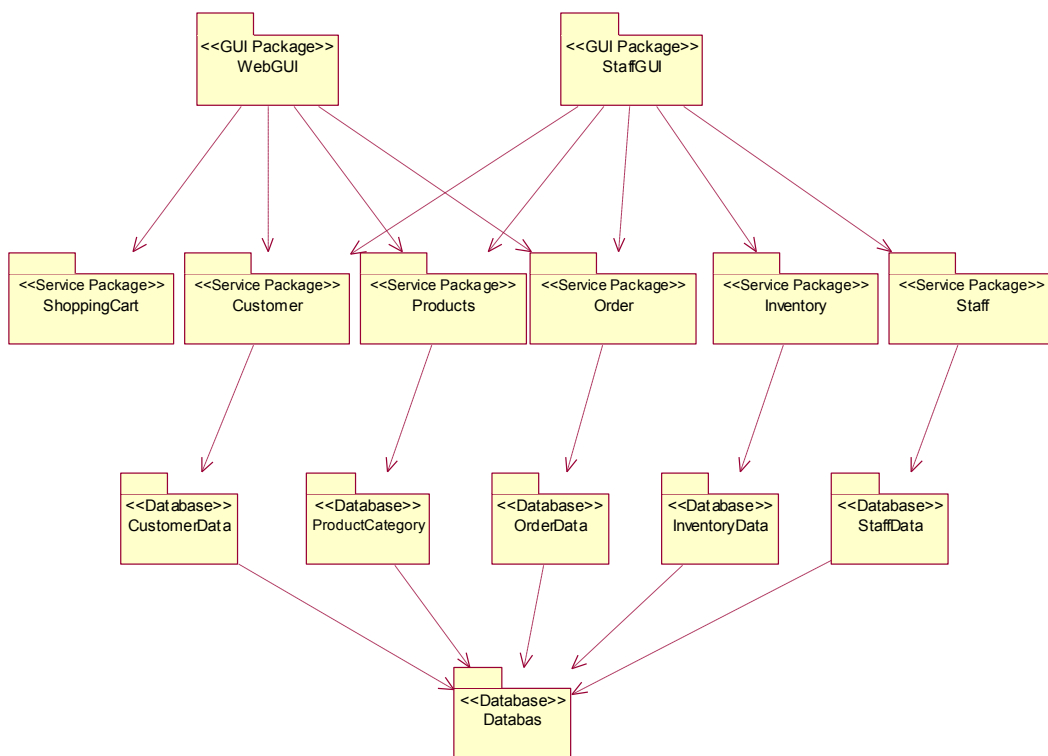 <<GUI Package>>
WebGUI
<<GUI Package>>
StaffGUI
<<Service Package>>
ShoppingCart
<<Service Package>>
Customer
<<Service Package>>
Products
<<Service Package>>
Order
<<Service Package>>
Inventory
<<Service Package>>
Staff
<<Database>>
CustomerData
<<Database>>
ProductCategory
<<Database>>
OrderData
<<Database>>
InventoryData
<<Database>>
StaffData
<<Database>>
Databas